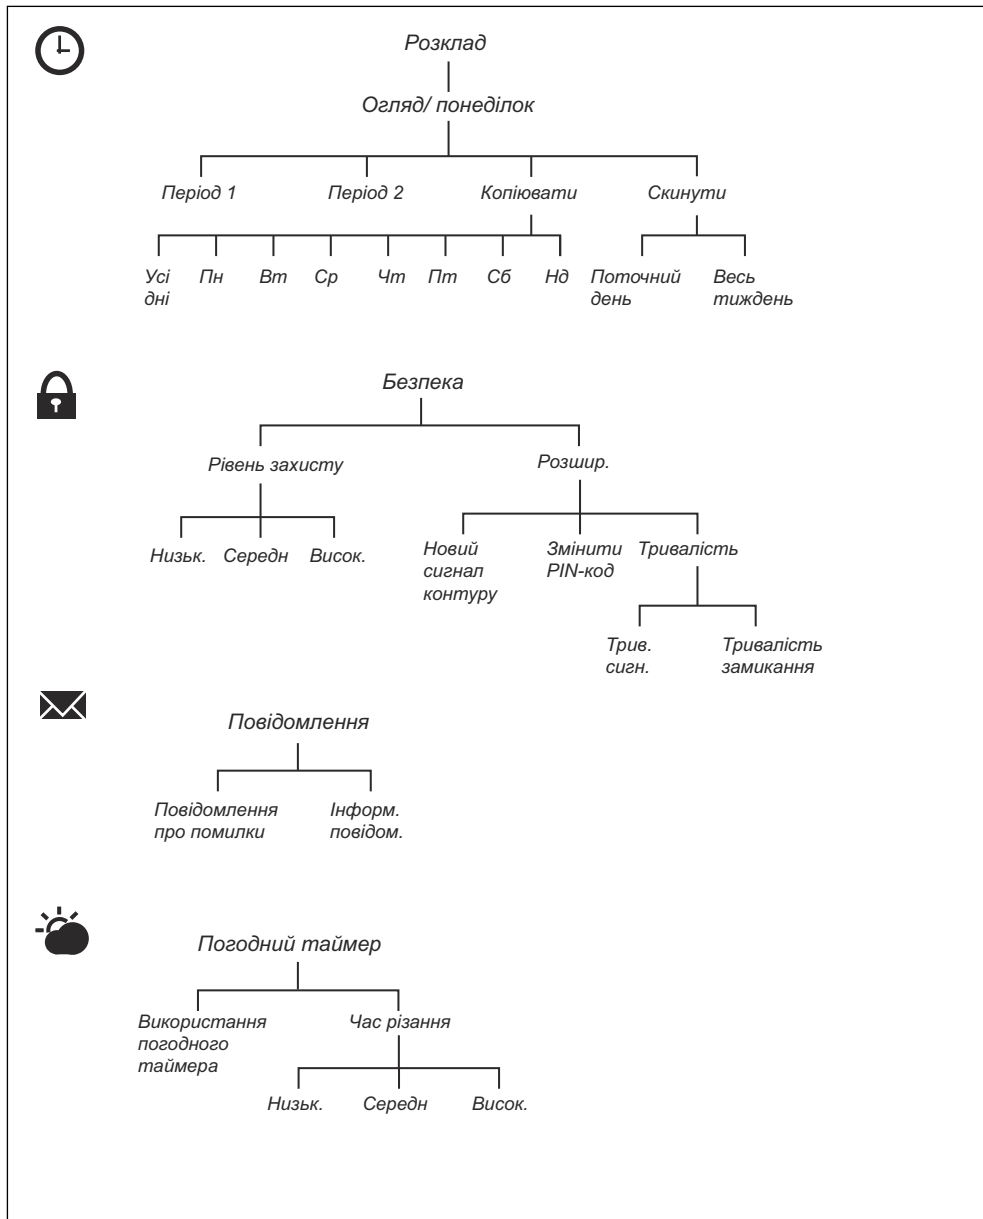 Розклад
Огляд/ понеділок
Період 1 Період 2 Копіювати Скинути
Усі дні Пн Вт Ср Чт Пт Сб Нд Поточний день Весь тиждень
Безпека
Рівень захисту Розшир.
Низьк. Середн Висок. Новий сигнал контуру Змінити PIN-код Тривалість
Трив. сигн. Тривалість замикання
Повідомлення
Повідомлення про помилки Інформ. повідом.
Погодний таймер
Використання погодного таймера Час різання
Низьк. Середн Висок.